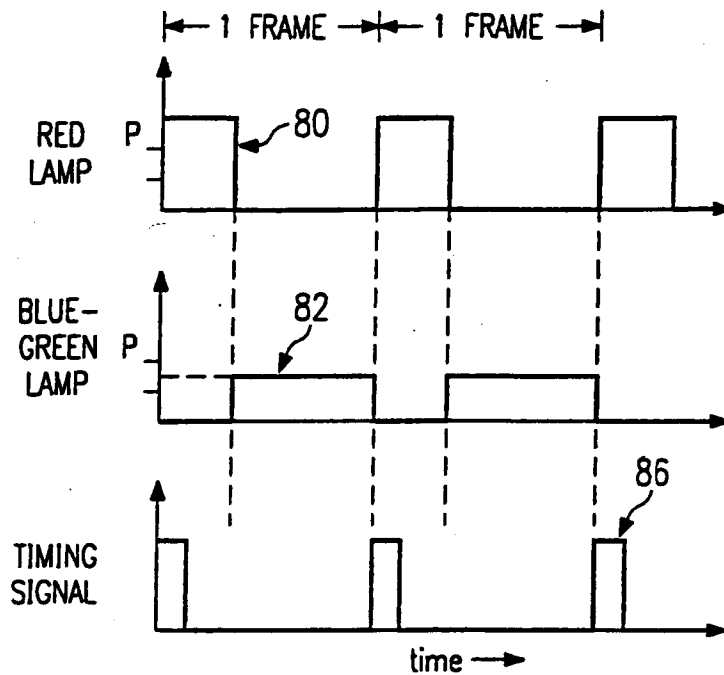 1 FRAME 1 FRAME
RED
LAMP
P
80
BLUE-
GREEN
LAMP
P
82
TIMING
SIGNAL
86
time